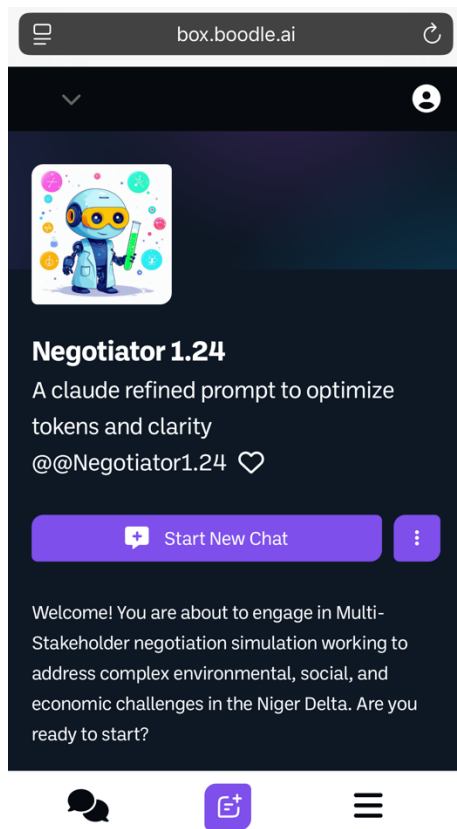 box.boodle.ai
Negotiator 1.24
A claude refined prompt to optimize
tokens and clarity
@@Negotiator1.24
Start New Chat
Welcome! You are about to engage in Multi-
Stakeholder negotiation simulation working to
address complex environmental, social, and
economic challenges in the Niger Delta. Are you
ready to start?